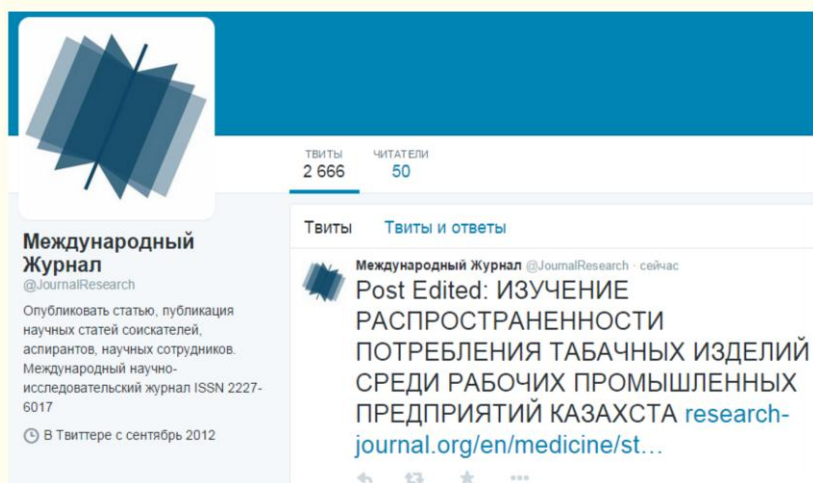 ТВИТЫ
2 666
ЧИТАТЕЛИ
50
Международный
Журнал
@JournalResearch
Опубликовать статью, публикация
научных статей соискателей,
аспирантов, научных сотрудников.
Международный научно-
исследовательский журнал ISSN 2227-
6017
В Твиттере с сентябрь 2012
Твиты Твиты и ответы
Международный Журнал @JournalResearch · сейчас
Post Edited: ИЗУЧЕНИЕ
РАСПРОСТРАНЕННОСТИ
ПОТРЕБЛЕНИЯ ТАБАЧНЫХ ИЗДЕЛИЙ
СРЕДИ РАБОЧИХ ПРОМЫШЛЕННЫХ
ПРЕДПРИЯТИЙ КАЗАХСТА research-
journal.org/en/medicine/st...